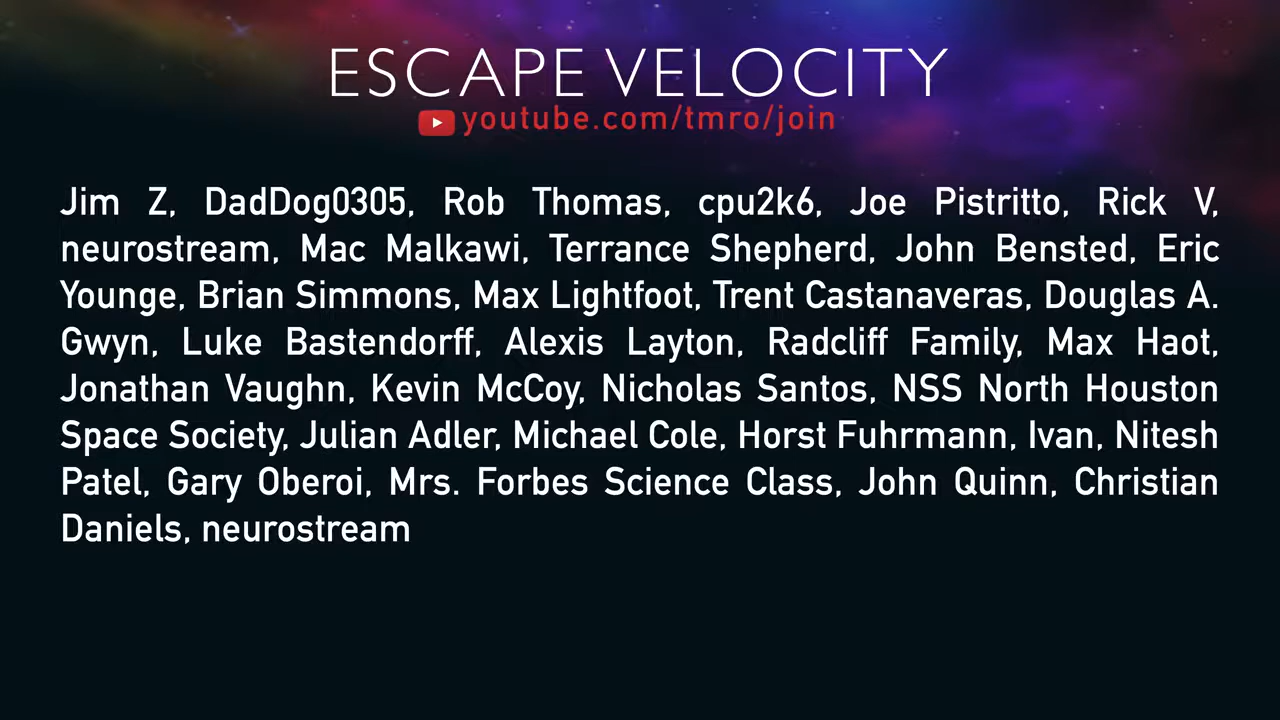 ESCAPE VELOCITY
youtube.com/tmro/join
Jim Z, DadDog0305, Rob Thomas, cpu2k6, Joe Pistritto, Rick V,
neurostream, Mac Malkawi, Terrance Shepherd, John Bensted, Eric
Younge, Brian Simmons, Max Lightfoot, Trent Castanaveras, Douglas A.
Gwyn, Luke Bastendorff, Alexis Layton, Radcliff Family, Max Haot,
Jonathan Vaughn, Kevin McCoy, Nicholas Santos, NSS North Houston
Space Society, Julian Adler, Michael Cole, Horst Fuhrmann, Ivan, Nitesh
Patel, Gary Oberoi, Mrs. Forbes Science Class, John Quinn, Christian
Daniels, neurostream